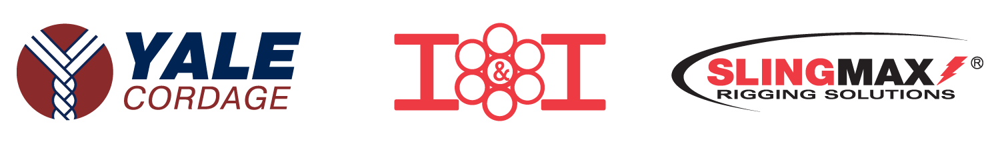 YALE
CORDAGE
I&I
SLINGMAX®
RIGGING SOLUTIONS